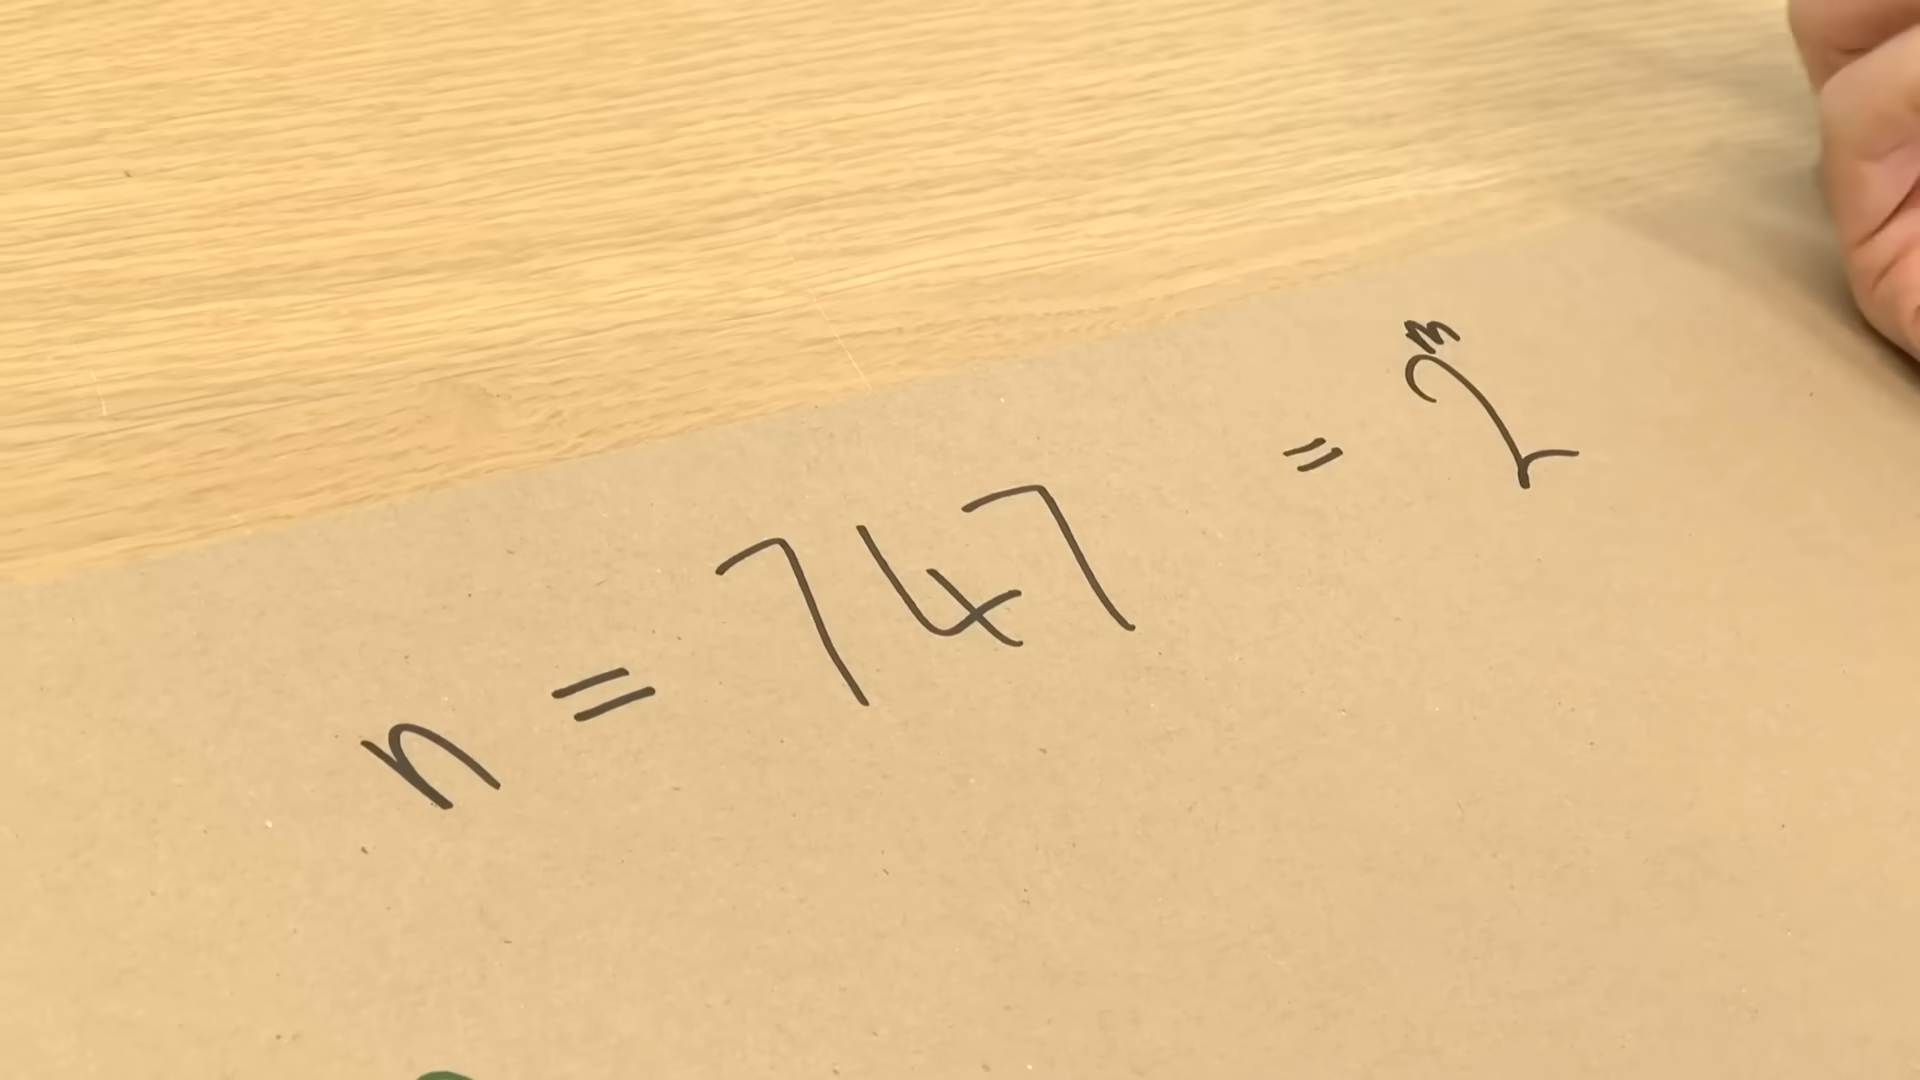 n = 747 = 2^m